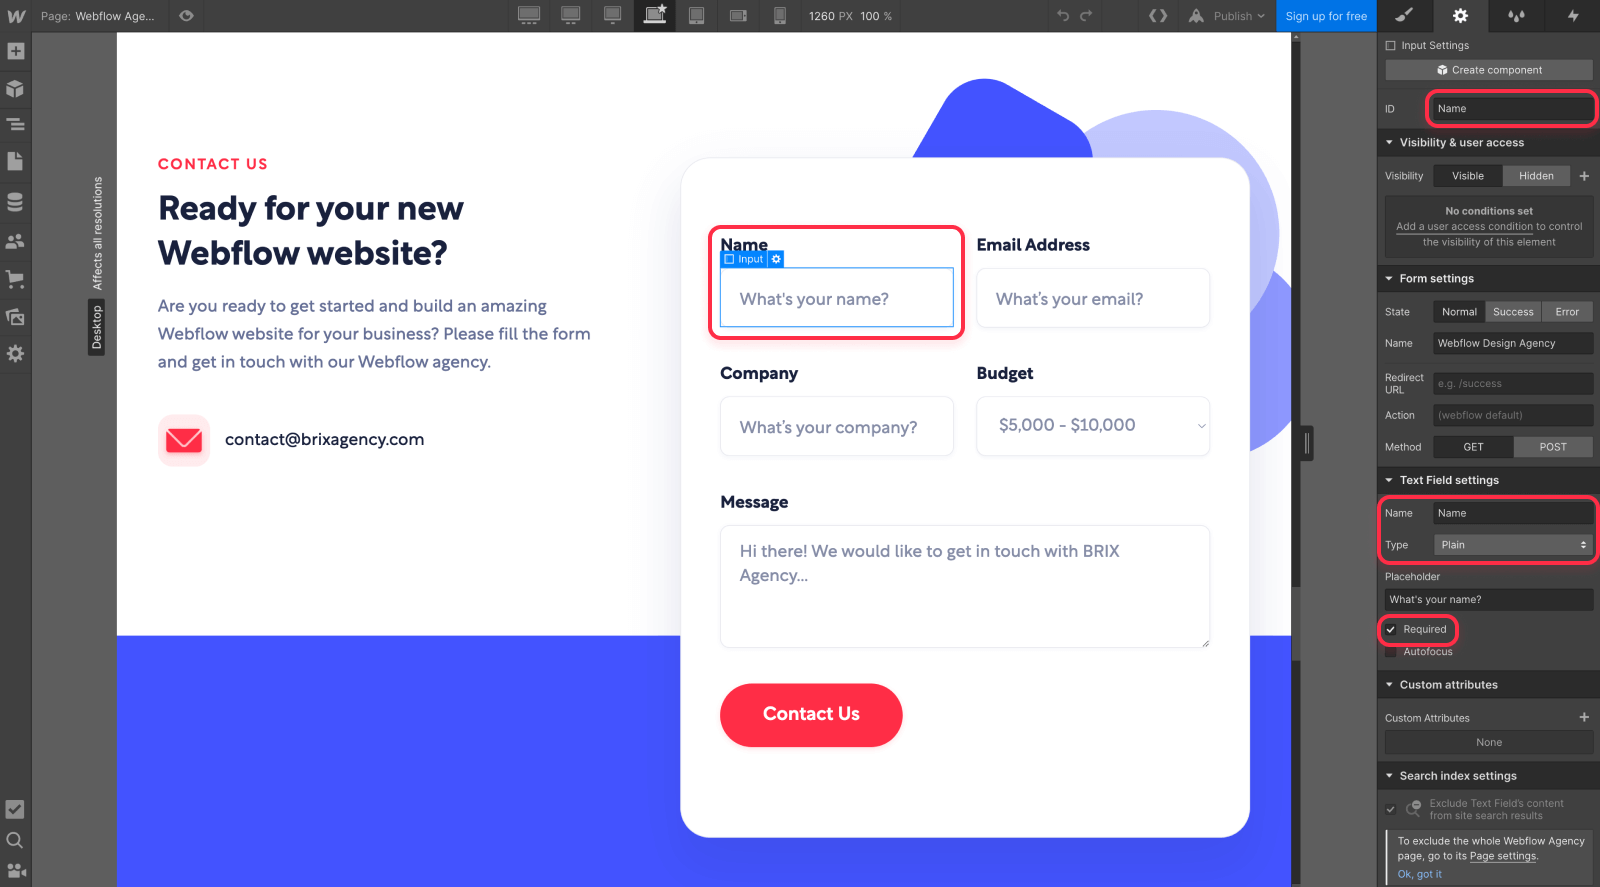 Page: Webflow Age...
1260 PX 100 %
Publish
Sign up for free
Affects all resolutions
Desktop
CONTACT US
Ready for your new
Webflow website?
Are you ready to get started and build an amazing
Webflow website for your business? Please fill the form
and get in touch with our Webflow agency.
contact@brixagency.com
Name
Input
What's your name?
Email Address
What’s your email?
Company
What’s your company?
Budget
$5,000 - $10,000
Message
Hi there! We would like to get in touch with BRIX
Agency...
Contact Us
Input Settings
Create component
ID Name
Visibility & user access
Visibility Visible Hidden
No conditions set
Add a user access condition to control
the visibility of this element
Form settings
State Normal Success Error
Name Webflow Design Agency
Redirect
URL e.g. /success
Action (webflow default)
Method GET POST
Text Field settings
Name Name
Type Plain
Placeholder
What's your name?
Required
Autofocus
Custom attributes
Custom Attributes
None
Search index settings
Exclude Text Field's content
from site search results
To exclude the whole Webflow Agency
page, go to its Page settings.
Ok, got it